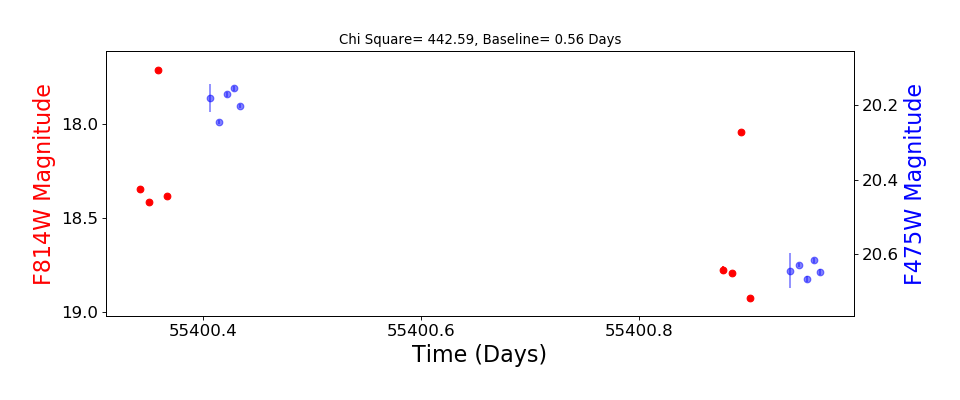 Chi Square= 442.59, Baseline= 0.56 Days
F814W Magnitude
18.0
18.5
19.0
20.2
20.4
20.6
F475W Magnitude
55400.4
55400.6
55400.8
Time (Days)